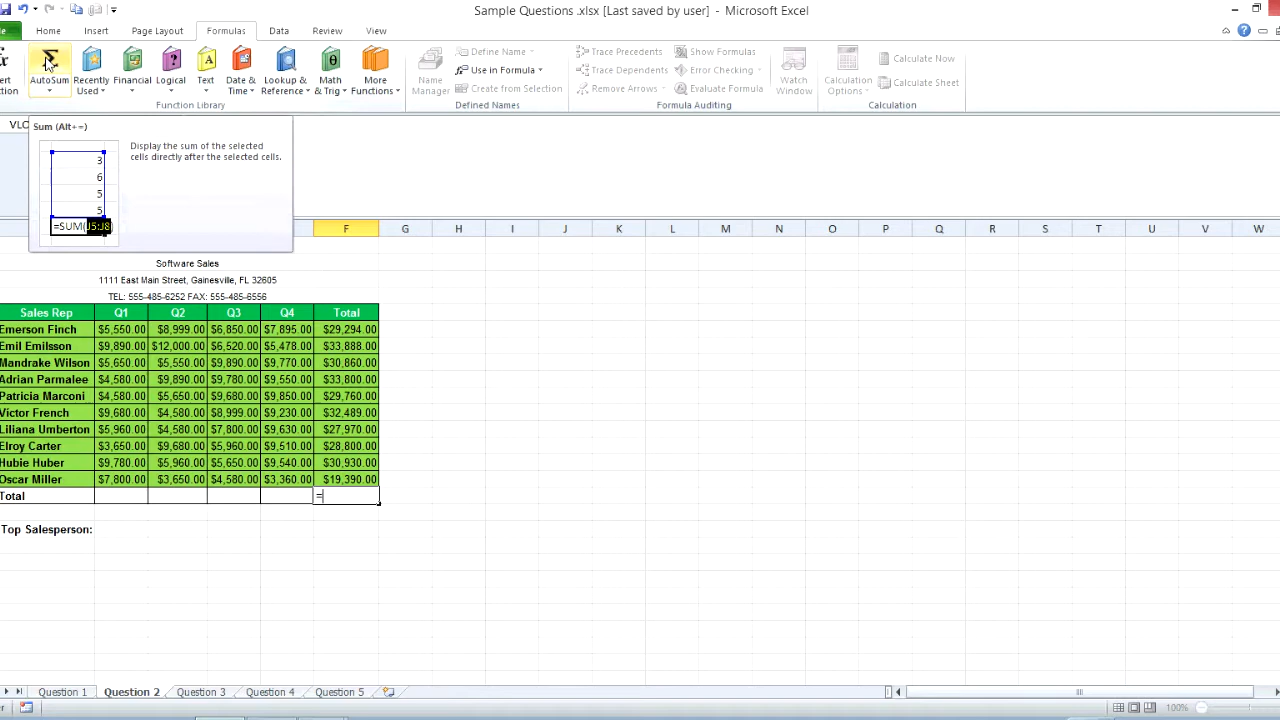 Sample Questions .xlsx [Last saved by user] - Microsoft Excel
Home Insert Page Layout Formulas Data Review View
AutoSum
Recently Used
Financial
Logical
Text
Date & Time
Lookup & Reference
Math & Trig
More Functions
Function Library
Name Manager
Define Name
Use in Formula
Create from Selection
Defined Names
Trace Precedents
Trace Dependents
Remove Arrows
Show Formulas
Error Checking
Evaluate Formula
Formula Auditing
Watch Window
Calculation Options
Calculate Now
Calculate Sheet
Calculation
Sum (Alt+=)
Display the sum of the selected
cells directly after the selected cells.
3
6
5
5
=SUM(J5:J8)
F G H I J K L M N O P Q R S T U V W
Software Sales
1111 East Main Street, Gainesville, FL 32605
TEL: 555-485-6252 FAX: 555-485-6556
Sales Rep Q1 Q2 Q3 Q4 Total
Emerson Finch $5,550.00 $8,999.00 $6,850.00 $7,895.00 $29,294.00
Emil Emilsson $9,890.00 $12,000.00 $6,520.00 $5,478.00 $33,888.00
Mandrake Wilson $5,650.00 $5,550.00 $9,890.00 $9,770.00 $30,860.00
Adrian Parmalee $4,580.00 $9,890.00 $9,780.00 $9,550.00 $33,800.00
Patricia Marconi $4,580.00 $5,650.00 $9,680.00 $9,850.00 $29,760.00
Victor French $9,680.00 $4,580.00 $8,999.00 $9,230.00 $32,489.00
Liliana Umberton $5,960.00 $4,580.00 $7,800.00 $9,630.00 $27,970.00
Elroy Carter $3,650.00 $9,680.00 $5,960.00 $9,510.00 $28,800.00
Hubie Huber $9,780.00 $5,960.00 $5,650.00 $9,540.00 $30,930.00
Oscar Miller $7,800.00 $3,650.00 $4,580.00 $3,360.00 $19,390.00
Total =
Top Salesperson:
Question 1 Question 2 Question 3 Question 4 Question 5
100%